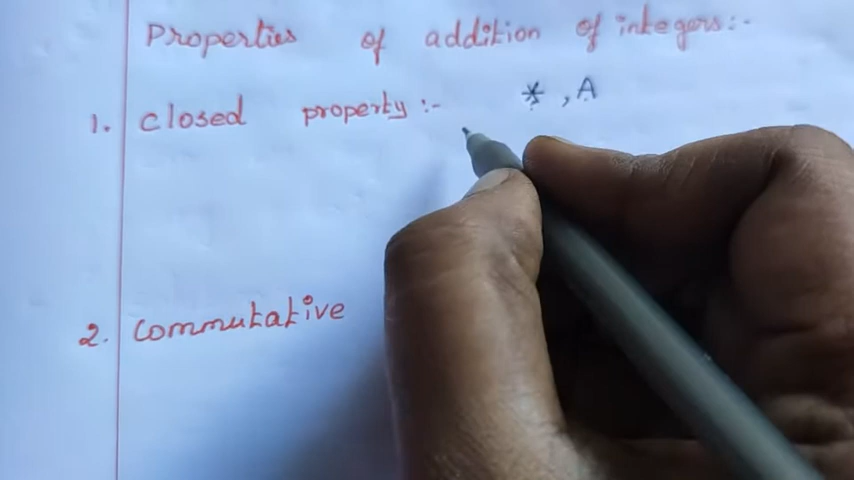 Properties of addition of integers:-
1. closed property:- * , A
2. Commutative